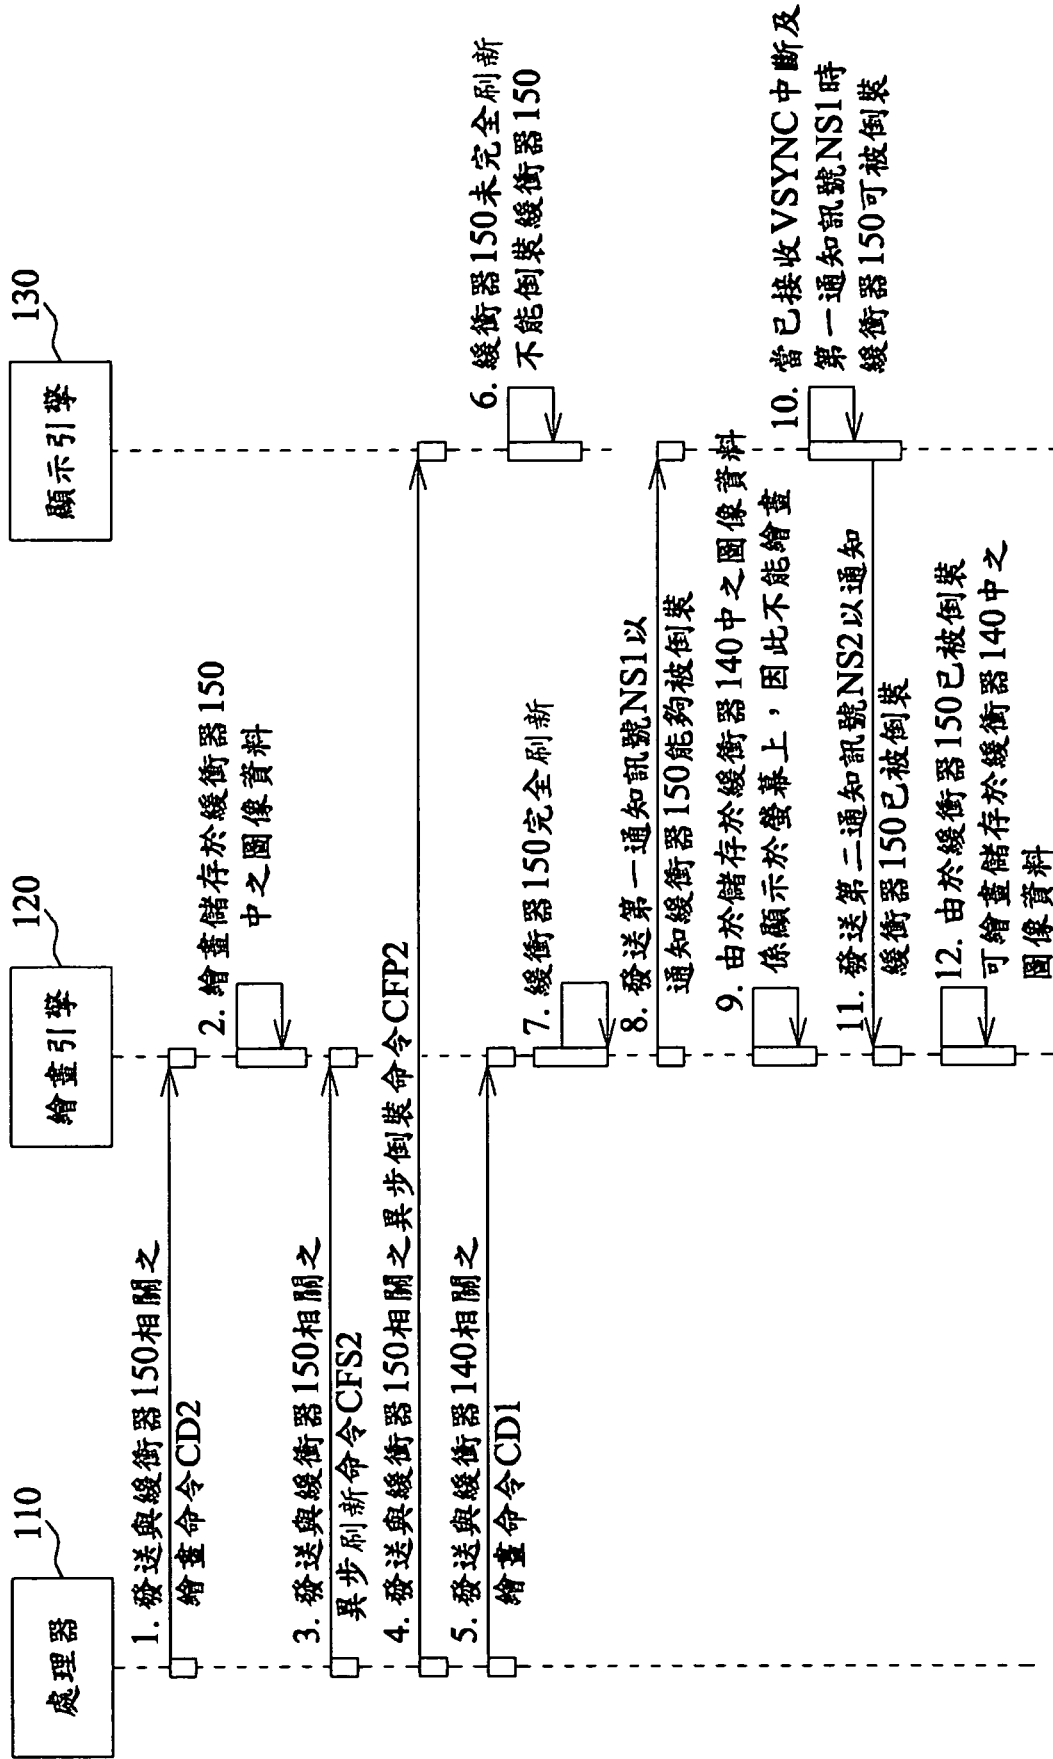 處理器
110
繪畫引擎
120
顯示引擎
130
1. 發送與緩衝器150相關之
繪畫命令CD2
2. 繪畫儲存於緩衝器150
中之圖像資料
3. 發送與緩衝器150相關之
異步刷新命令CFS2
4. 發送與緩衝器150相關之異步倒裝命令CFP2
5. 發送與緩衝器140相關之
繪畫命令CD1
6. 緩衝器150未完全刷新
不能倒裝緩衝器150
7. 緩衝器150完全刷新
8. 發送第一通知訊號NS1以
通知緩衝器150能夠被倒裝
9. 由於儲存於緩衝器140中之圖像資料
係顯示於螢幕上，因此不能繪畫
10. 當已接收VSYNC中斷及
第一通知訊號NS1時
緩衝器150可被倒裝
11. 發送第二通知訊號NS2以通知
緩衝器150已被倒裝
12. 由於緩衝器150已被倒裝
可繪畫儲存於緩衝器140中之
圖像資料